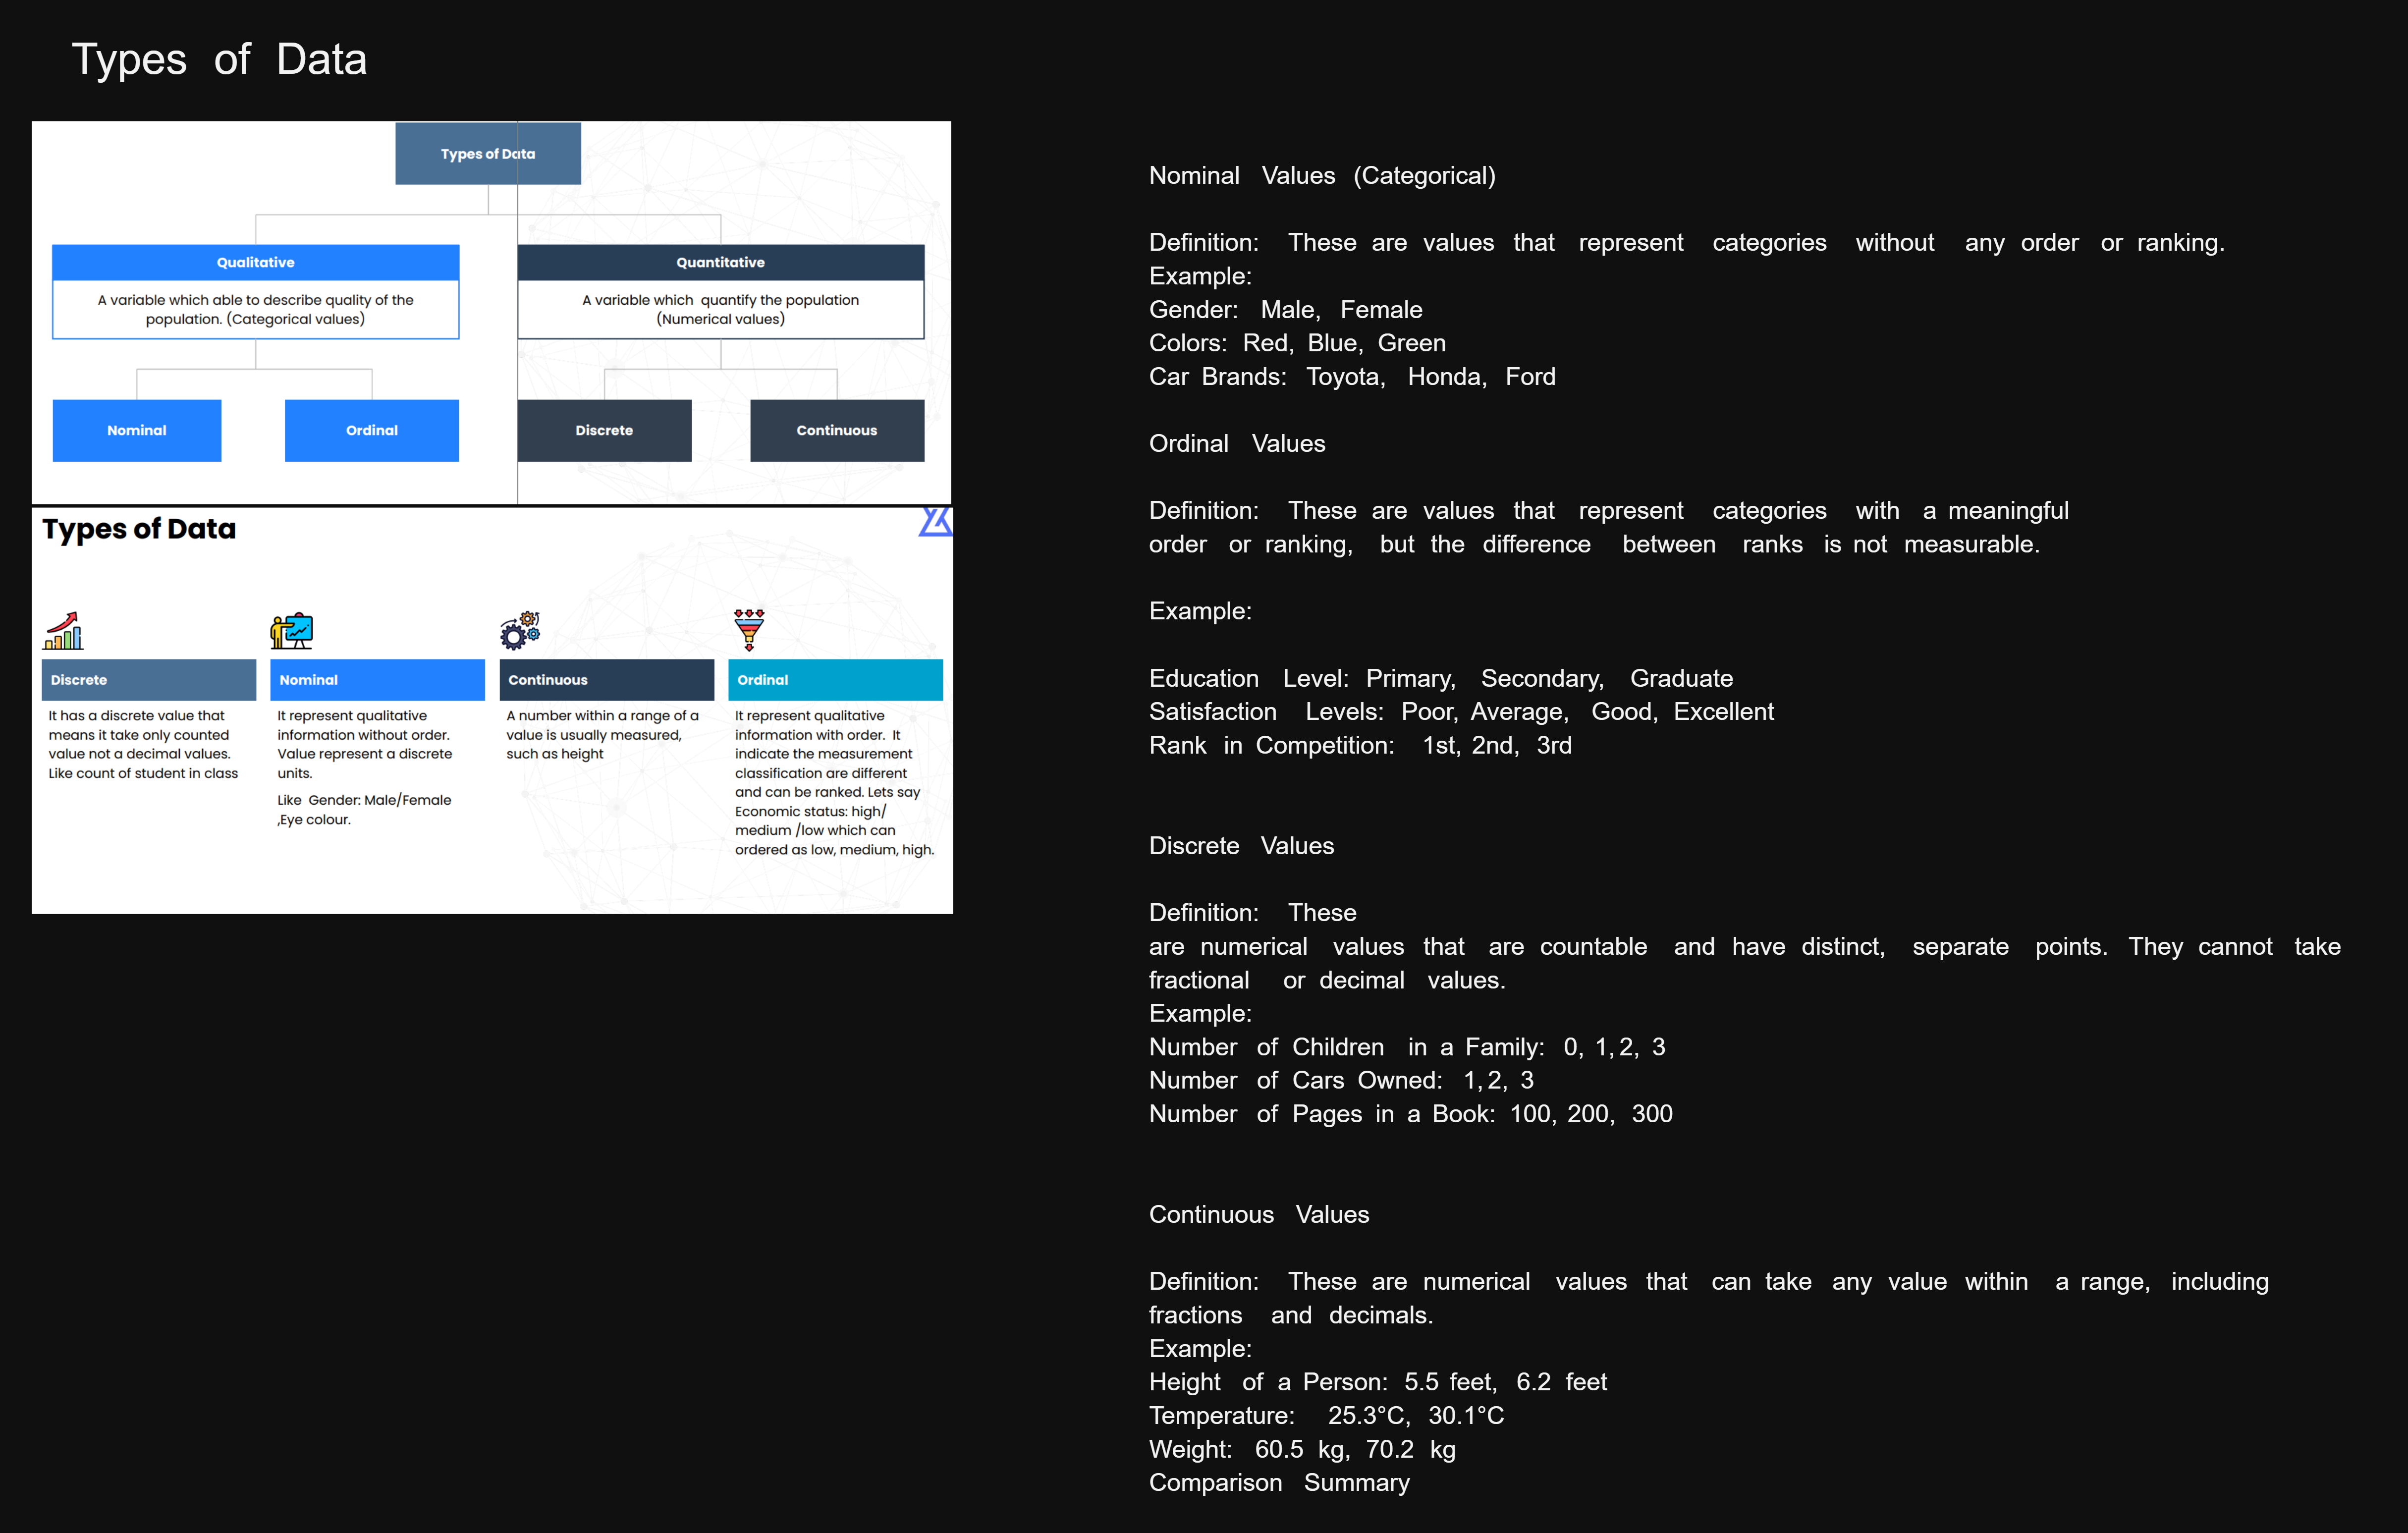 Types of Data
Types of Data
Qualitative
A variable which able to describe quality of the
population. (Categorical values)
Quantitative
A variable which quantify the population
(Numerical values)
Nominal
Ordinal
Discrete
Continuous
Types of Data
Discrete
It has a discrete value that
means it take only counted
value not a decimal values.
Like count of student in class
Nominal
It represent qualitative
information without order.
Value represent a discrete
units.
Like Gender: Male/Female
,Eye colour.
Continuous
A number within a range of a
value is usually measured,
such as height
Ordinal
It represent qualitative
information with order. It
indicate the measurement
classification are different
and can be ranked. Lets say
Economic status: high/
medium /low which can
ordered as low, medium, high.
Nominal Values (Categorical)
Definition: These are values that represent categories without any order or ranking.
Example:
Gender: Male, Female
Colors: Red, Blue, Green
Car Brands: Toyota, Honda, Ford
Ordinal Values
Definition: These are values that represent categories with a meaningful
order or ranking, but the difference between ranks is not measurable.
Example:
Education Level: Primary, Secondary, Graduate
Satisfaction Levels: Poor, Average, Good, Excellent
Rank in Competition: 1st, 2nd, 3rd
Discrete Values
Definition: These
are numerical values that are countable and have distinct, separate points. They cannot take
fractional or decimal values.
Example:
Number of Children in a Family: 0, 1, 2, 3
Number of Cars Owned: 1, 2, 3
Number of Pages in a Book: 100, 200, 300
Continuous Values
Definition: These are numerical values that can take any value within a range, including
fractions and decimals.
Example:
Height of a Person: 5.5 feet, 6.2 feet
Temperature: 25.3°C, 30.1°C
Weight: 60.5 kg, 70.2 kg
Comparison Summary